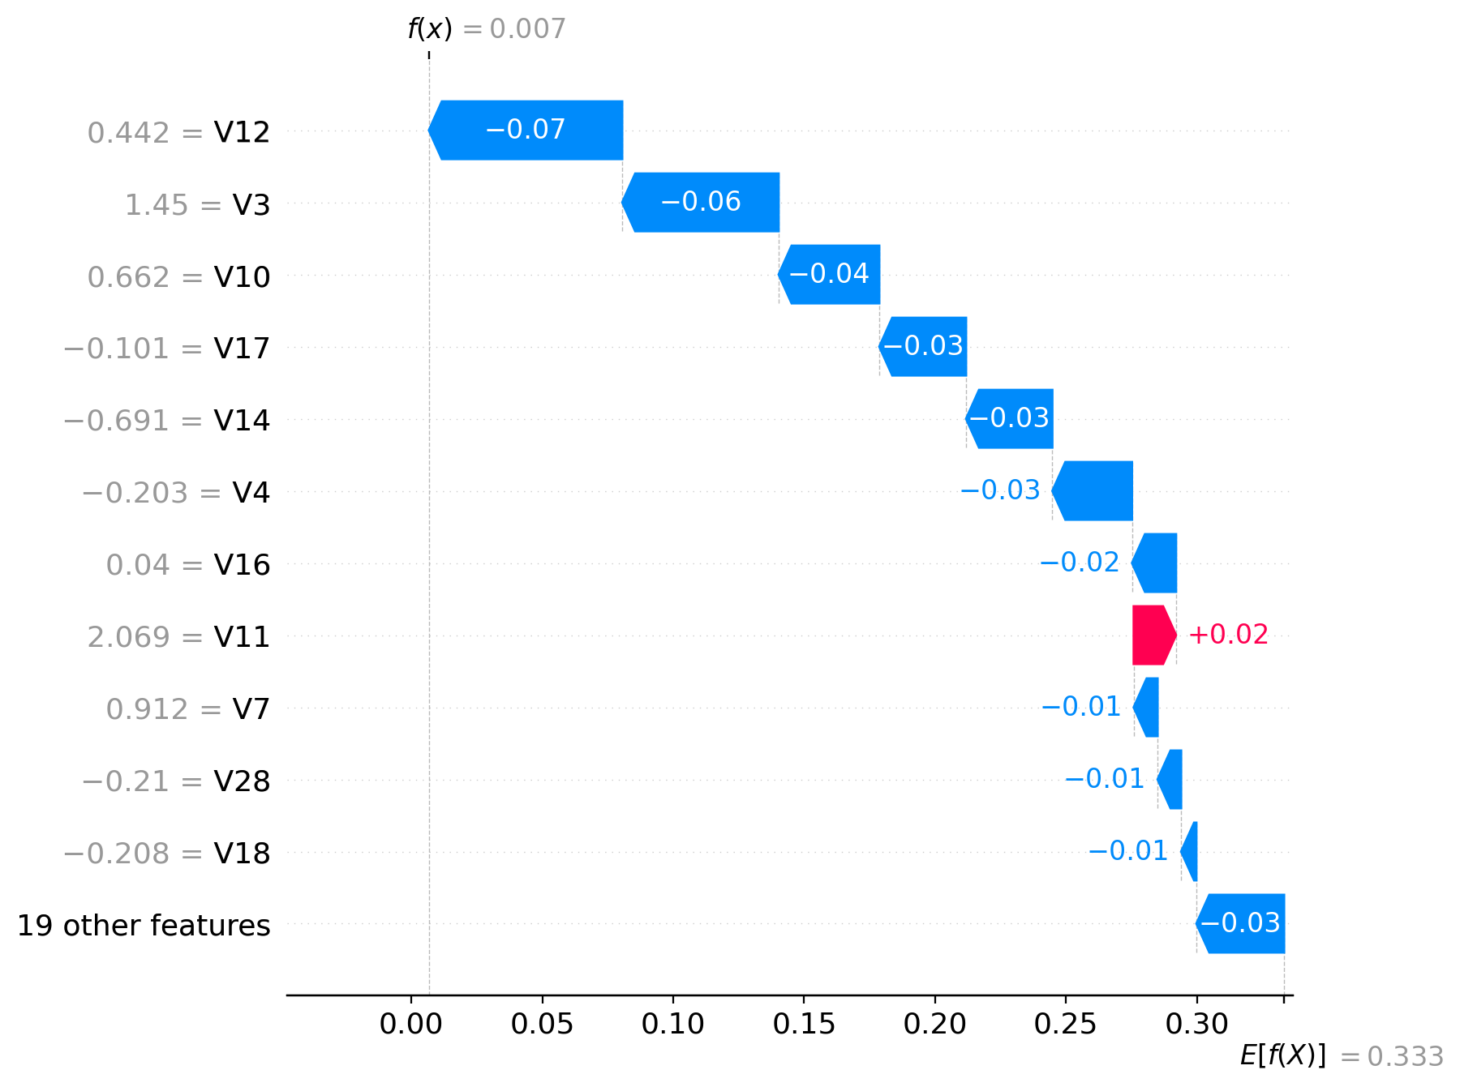 f(x) = 0.007
0.442 = V12 −0.07
1.45 = V3 −0.06
0.662 = V10 −0.04
−0.101 = V17 −0.03
−0.691 = V14 −0.03
−0.203 = V4 −0.03
0.04 = V16 −0.02
2.069 = V11 +0.02
0.912 = V7 −0.01
−0.21 = V28 −0.01
−0.208 = V18 −0.01
19 other features −0.03
0.00 0.05 0.10 0.15 0.20 0.25 0.30
E[f(X)] = 0.333